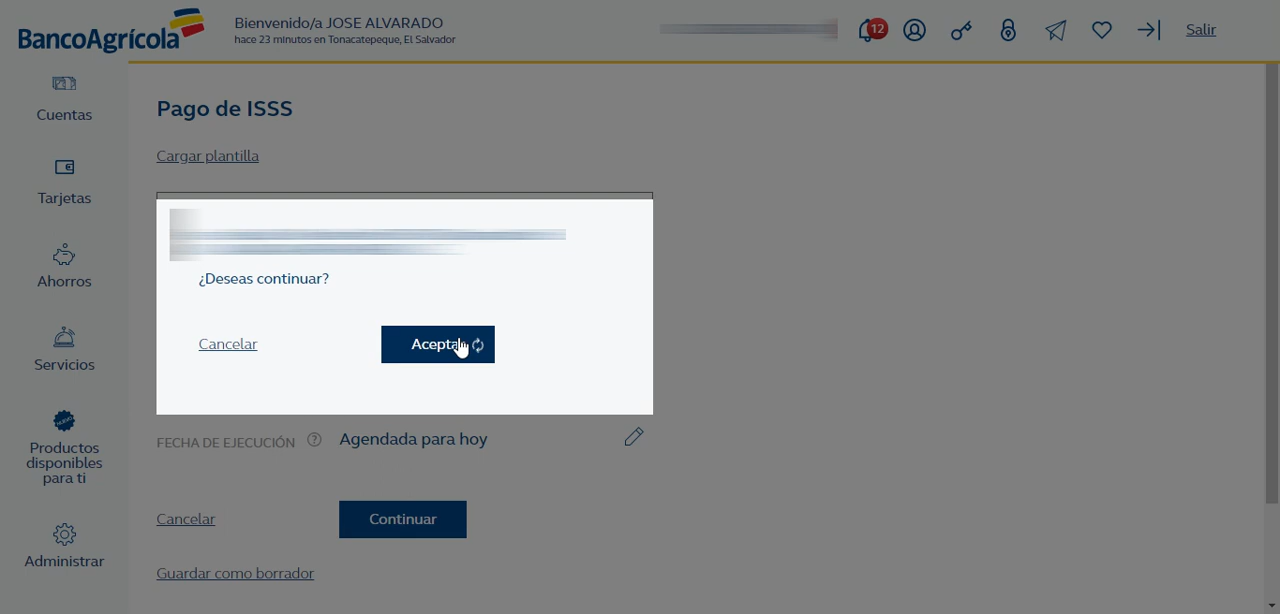 BancoAgrícola
Bienvenido/a JOSE ALVARADO
hace 23 minutos en Tonacatepeque, El Salvador
12
Salir
Cuentas
Tarjetas
Ahorros
Servicios
NUEVO
Productos
disponibles
para ti
Administrar
Pago de ISSS
Cargar plantilla
¿Deseas continuar?
Cancelar
Aceptar
FECHA DE EJECUCIÓN
?
Agendada para hoy
Cancelar
Continuar
Guardar como borrador